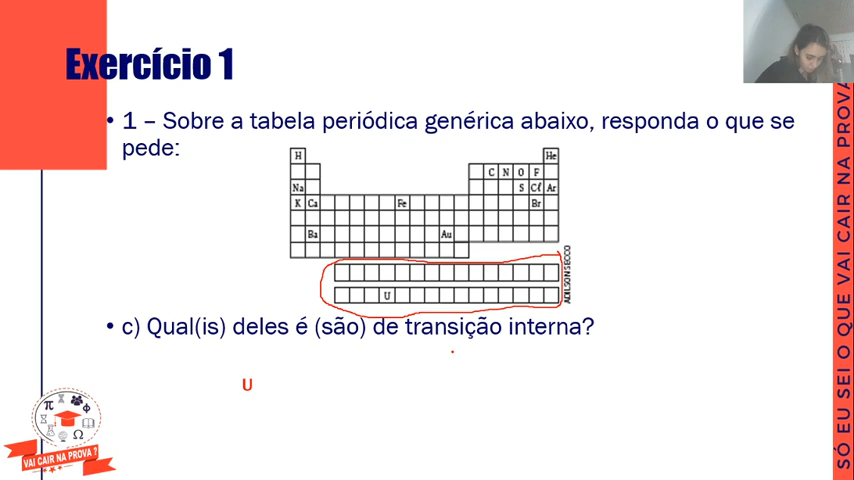 Exercício 1
• 1 – Sobre a tabela periódica genérica abaixo, responda o que se
pede:
H He
C N O F
Na S Cℓ Ar
K Ca Fe Br
Ba Au
U
ADILSON SECCO
• c) Qual(is) deles é (são) de transição interna?
U
π Φ
Ω
VAI CAIR NA PROVA ?
SÓ EU SEI O QUE VAI CAIR NA PROVA